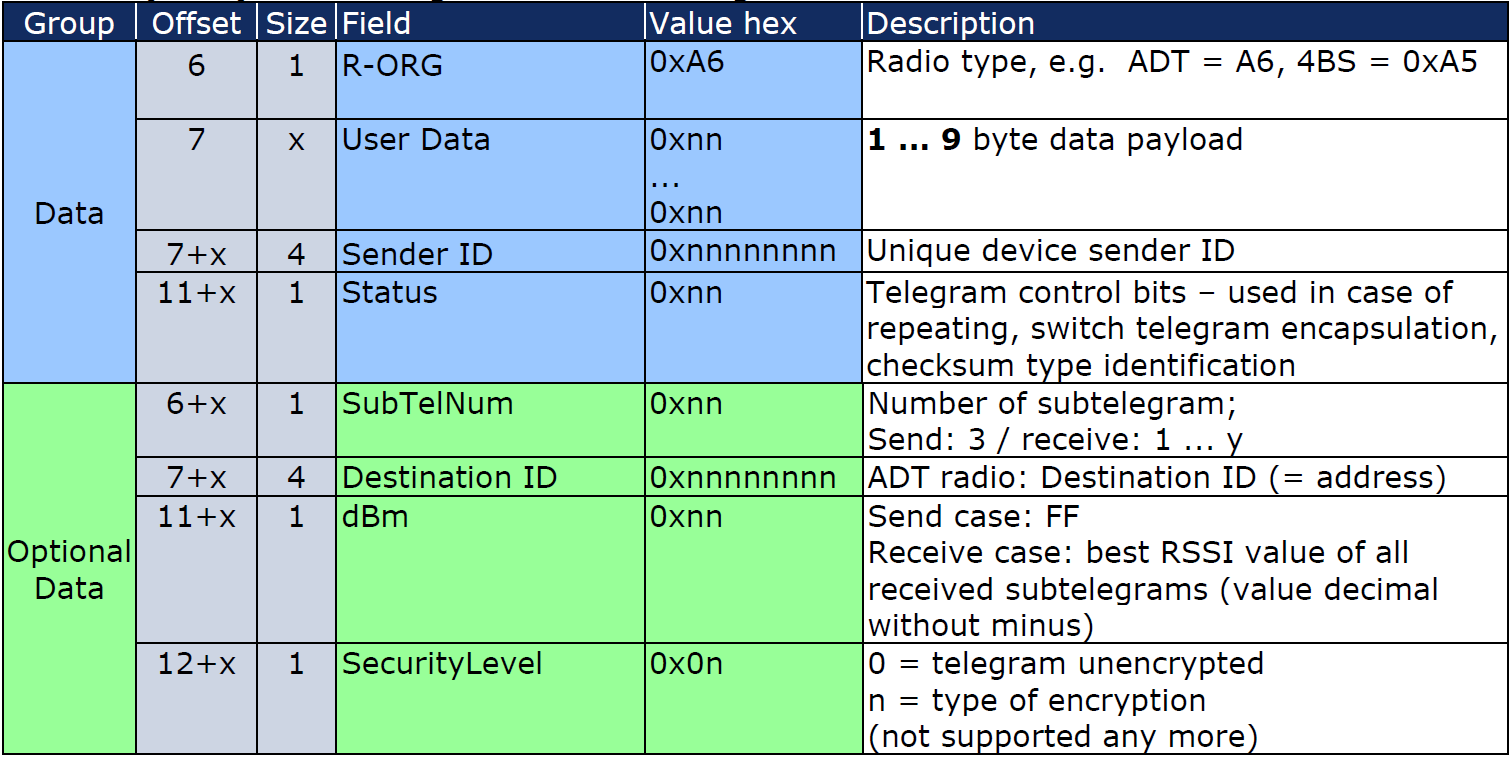 Group Offset Size Field Value hex Description
Data
6 1 R-ORG 0xA6 Radio type, e.g. ADT = A6, 4BS = 0xA5
7 x User Data 0xnn 1 ... 9 byte data payload
...
0xnn
7+x 4 Sender ID 0xnnnnnnnn Unique device sender ID
11+x 1 Status 0xnn Telegram control bits – used in case of
repeating, switch telegram encapsulation,
checksum type identification
Optional
Data
6+x 1 SubTelNum 0xnn Number of subtelegram;
Send: 3 / receive: 1 ... y
7+x 4 Destination ID 0xnnnnnnnn ADT radio: Destination ID (= address)
11+x 1 dBm 0xnn Send case: FF
Receive case: best RSSI value of all
received subtelegrams (value decimal
without minus)
12+x 1 SecurityLevel 0x0n 0 = telegram unencrypted
n = type of encryption
(not supported any more)